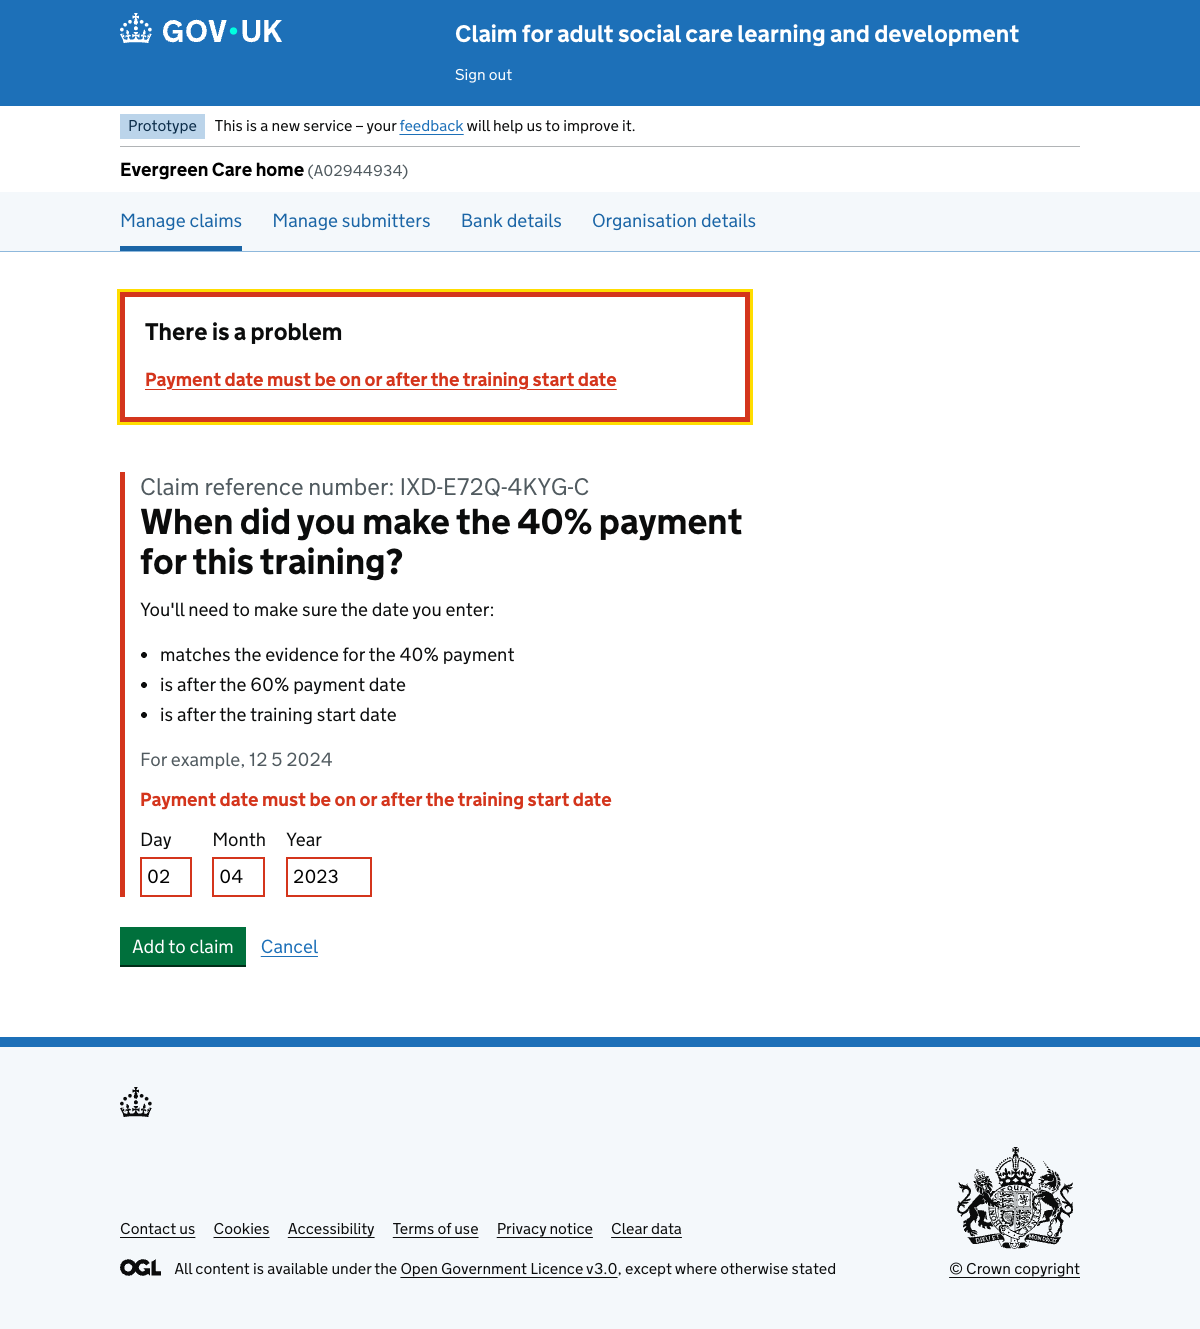 GOV·UK
Claim for adult social care learning and development
Sign out
Prototype This is a new service – your feedback will help us to improve it.
Evergreen Care home (A02944934)
Manage claims Manage submitters Bank details Organisation details
There is a problem
Payment date must be on or after the training start date
Claim reference number: IXD-E72Q-4KYG-C
When did you make the 40% payment
for this training?
You'll need to make sure the date you enter:
• matches the evidence for the 40% payment
• is after the 60% payment date
• is after the training start date
For example, 12 5 2024
Payment date must be on or after the training start date
Day Month Year
02 04 2023
Add to claim Cancel
Contact us Cookies Accessibility Terms of use Privacy notice Clear data
OGL All content is available under the Open Government Licence v3.0, except where otherwise stated
© Crown copyright